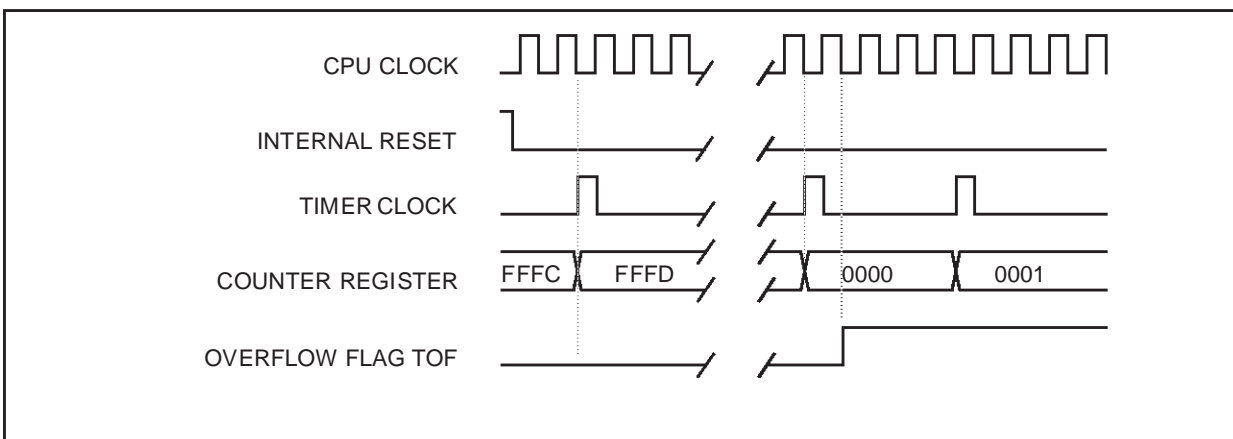 CPU CLOCK
INTERNAL RESET
TIMER CLOCK
COUNTER REGISTER FFFC FFFD 0000 0001
OVERFLOW FLAG TOF